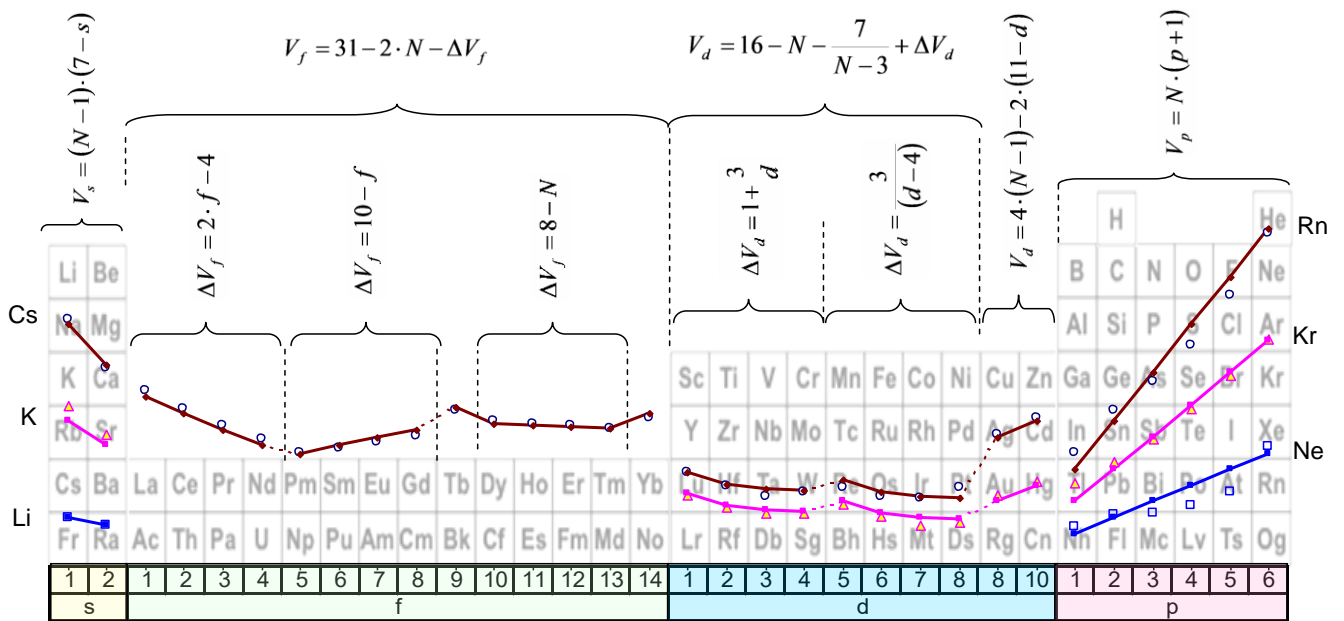 V_s = (N−1)·(7−s)
V_f = 31−2·N−ΔV_f
ΔV_f = 2·f−4
ΔV_f = 10−f
ΔV_f = 8−N
V_d = 16−N−7/(N−3)+ΔV_d
ΔV_d = 1+3/d
ΔV_d = 3/(d−4)
V_d = 4·(N−1)−2·(11−d)
V_p = N·(p+1)
H He Rn
Li Be B C N O F Ne
Cs Na Mg Al Si P S Cl Ar Kr
K Ca Sc Ti V Cr Mn Fe Co Ni Cu Zn Ga Ge As Se Br Kr
K Rb Sr Y Zr Nb Mo Tc Ru Rh Pd Ag Cd In Sn Sb Te I Xe Ne
Cs Ba La Ce Pr Nd Pm Sm Eu Gd Tb Dy Ho Er Tm Yb Lu Hf Ta W Re Os Ir Pt Au Hg Tl Pb Bi Po At Rn
Li Fr Ra Ac Th Pa U Np Pu Am Cm Bk Cf Es Fm Md No Lr Rf Db Sg Bh Hs Mt Ds Rg Cn Nh Fl Mc Lv Ts Og
1 2 1 2 3 4 5 6 7 8 9 10 11 12 13 14 1 2 3 4 5 6 7 8 8 10 1 2 3 4 5 6
s f d p